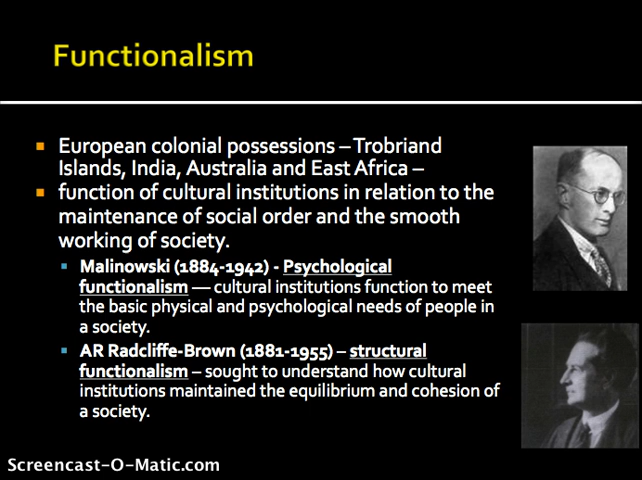 Functionalism
European colonial possessions – Trobriand
Islands, India, Australia and East Africa –
function of cultural institutions in relation to the
maintenance of social order and the smooth
working of society.
Malinowski (1884-1942) - Psychological
functionalism — cultural institutions function to meet
the basic physical and psychological needs of people in
a society.
AR Radcliffe-Brown (1881-1955) – structural
functionalism – sought to understand how cultural
institutions maintained the equilibrium and cohesion of
a society.
Screencast-O-Matic.com